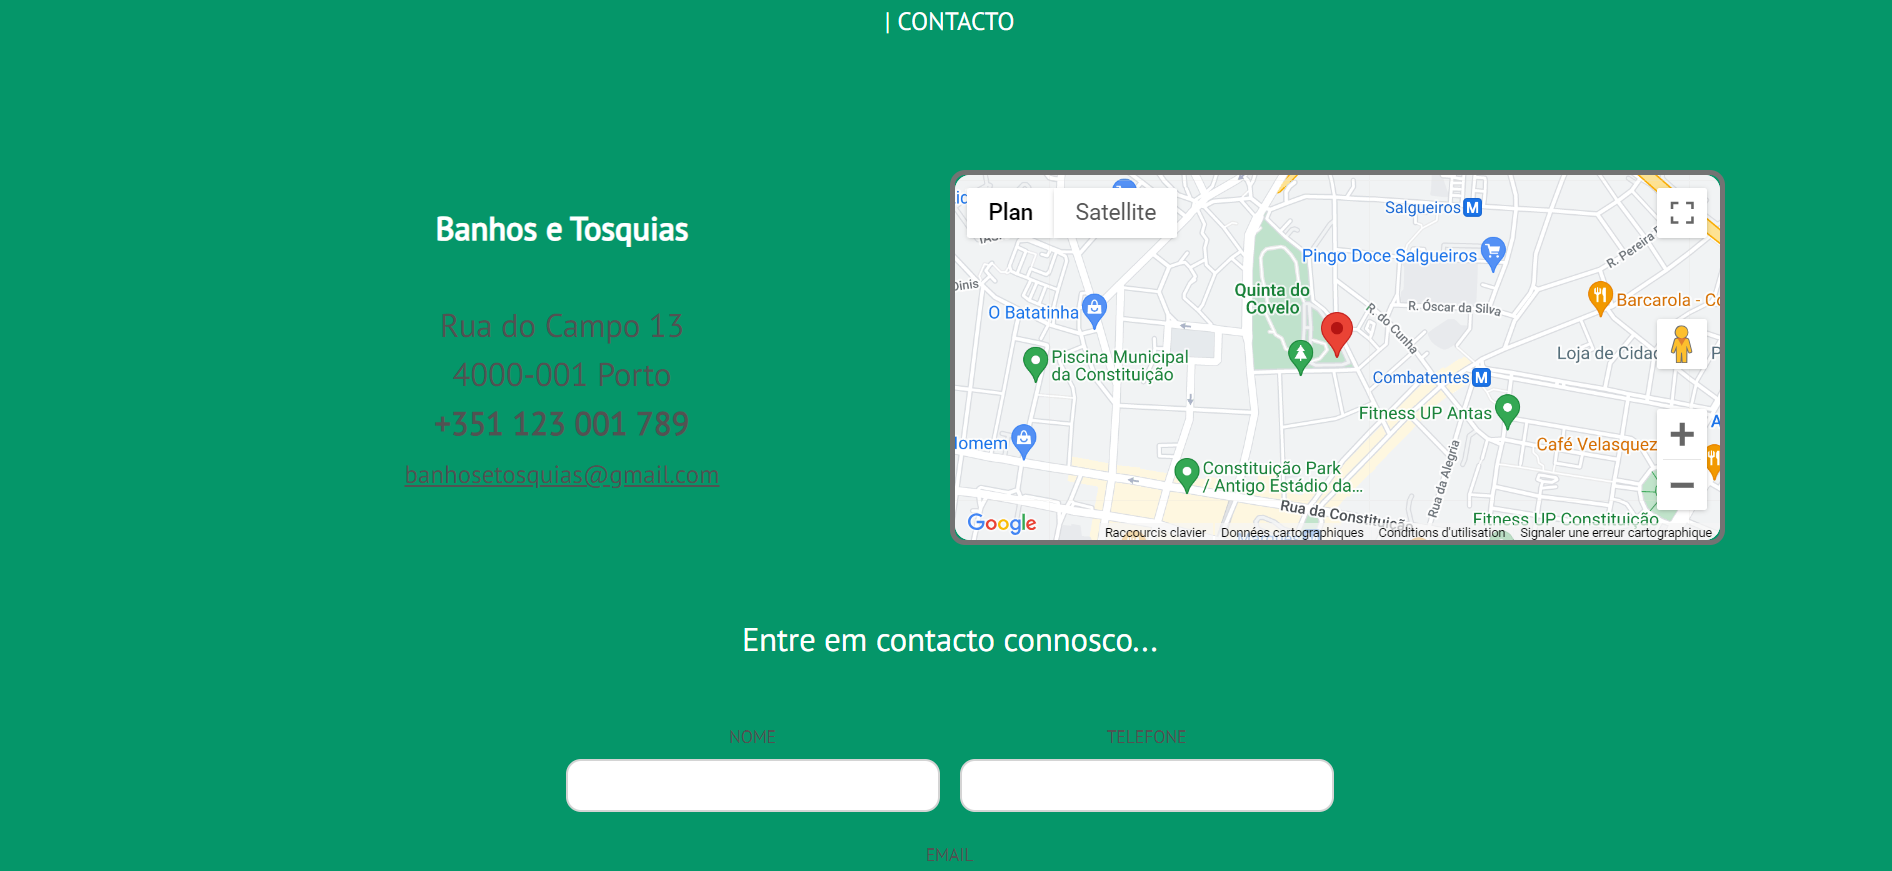 | CONTACTO
Banhos e Tosquias
Rua do Campo 13
4000-001 Porto
+351 123 001 789
banhosetosquias@gmail.com
Plan
Satellite
Salgueiros M
Pingo Doce Salgueiros
R. Pereira
Dinis
Quinta do
Covelo
O Batatinha
R. do Cunha
R. Óscar da Silva
Barcarola - Co
Piscina Municipal
da Constituição
Loja de Cidad
P
Combatentes M
Fitness UP Antas
Homem
Café Velasquez
Constituição Park
/ Antigo Estádio da...
Rua da Alegria
Rua da Constituição
Fitness UP Constituição
Google
Raccourcis clavier
Données cartographiques
Conditions d'utilisation
Signaler une erreur cartographique
Entre em contacto connosco...
NOME
TELEFONE
EMAIL